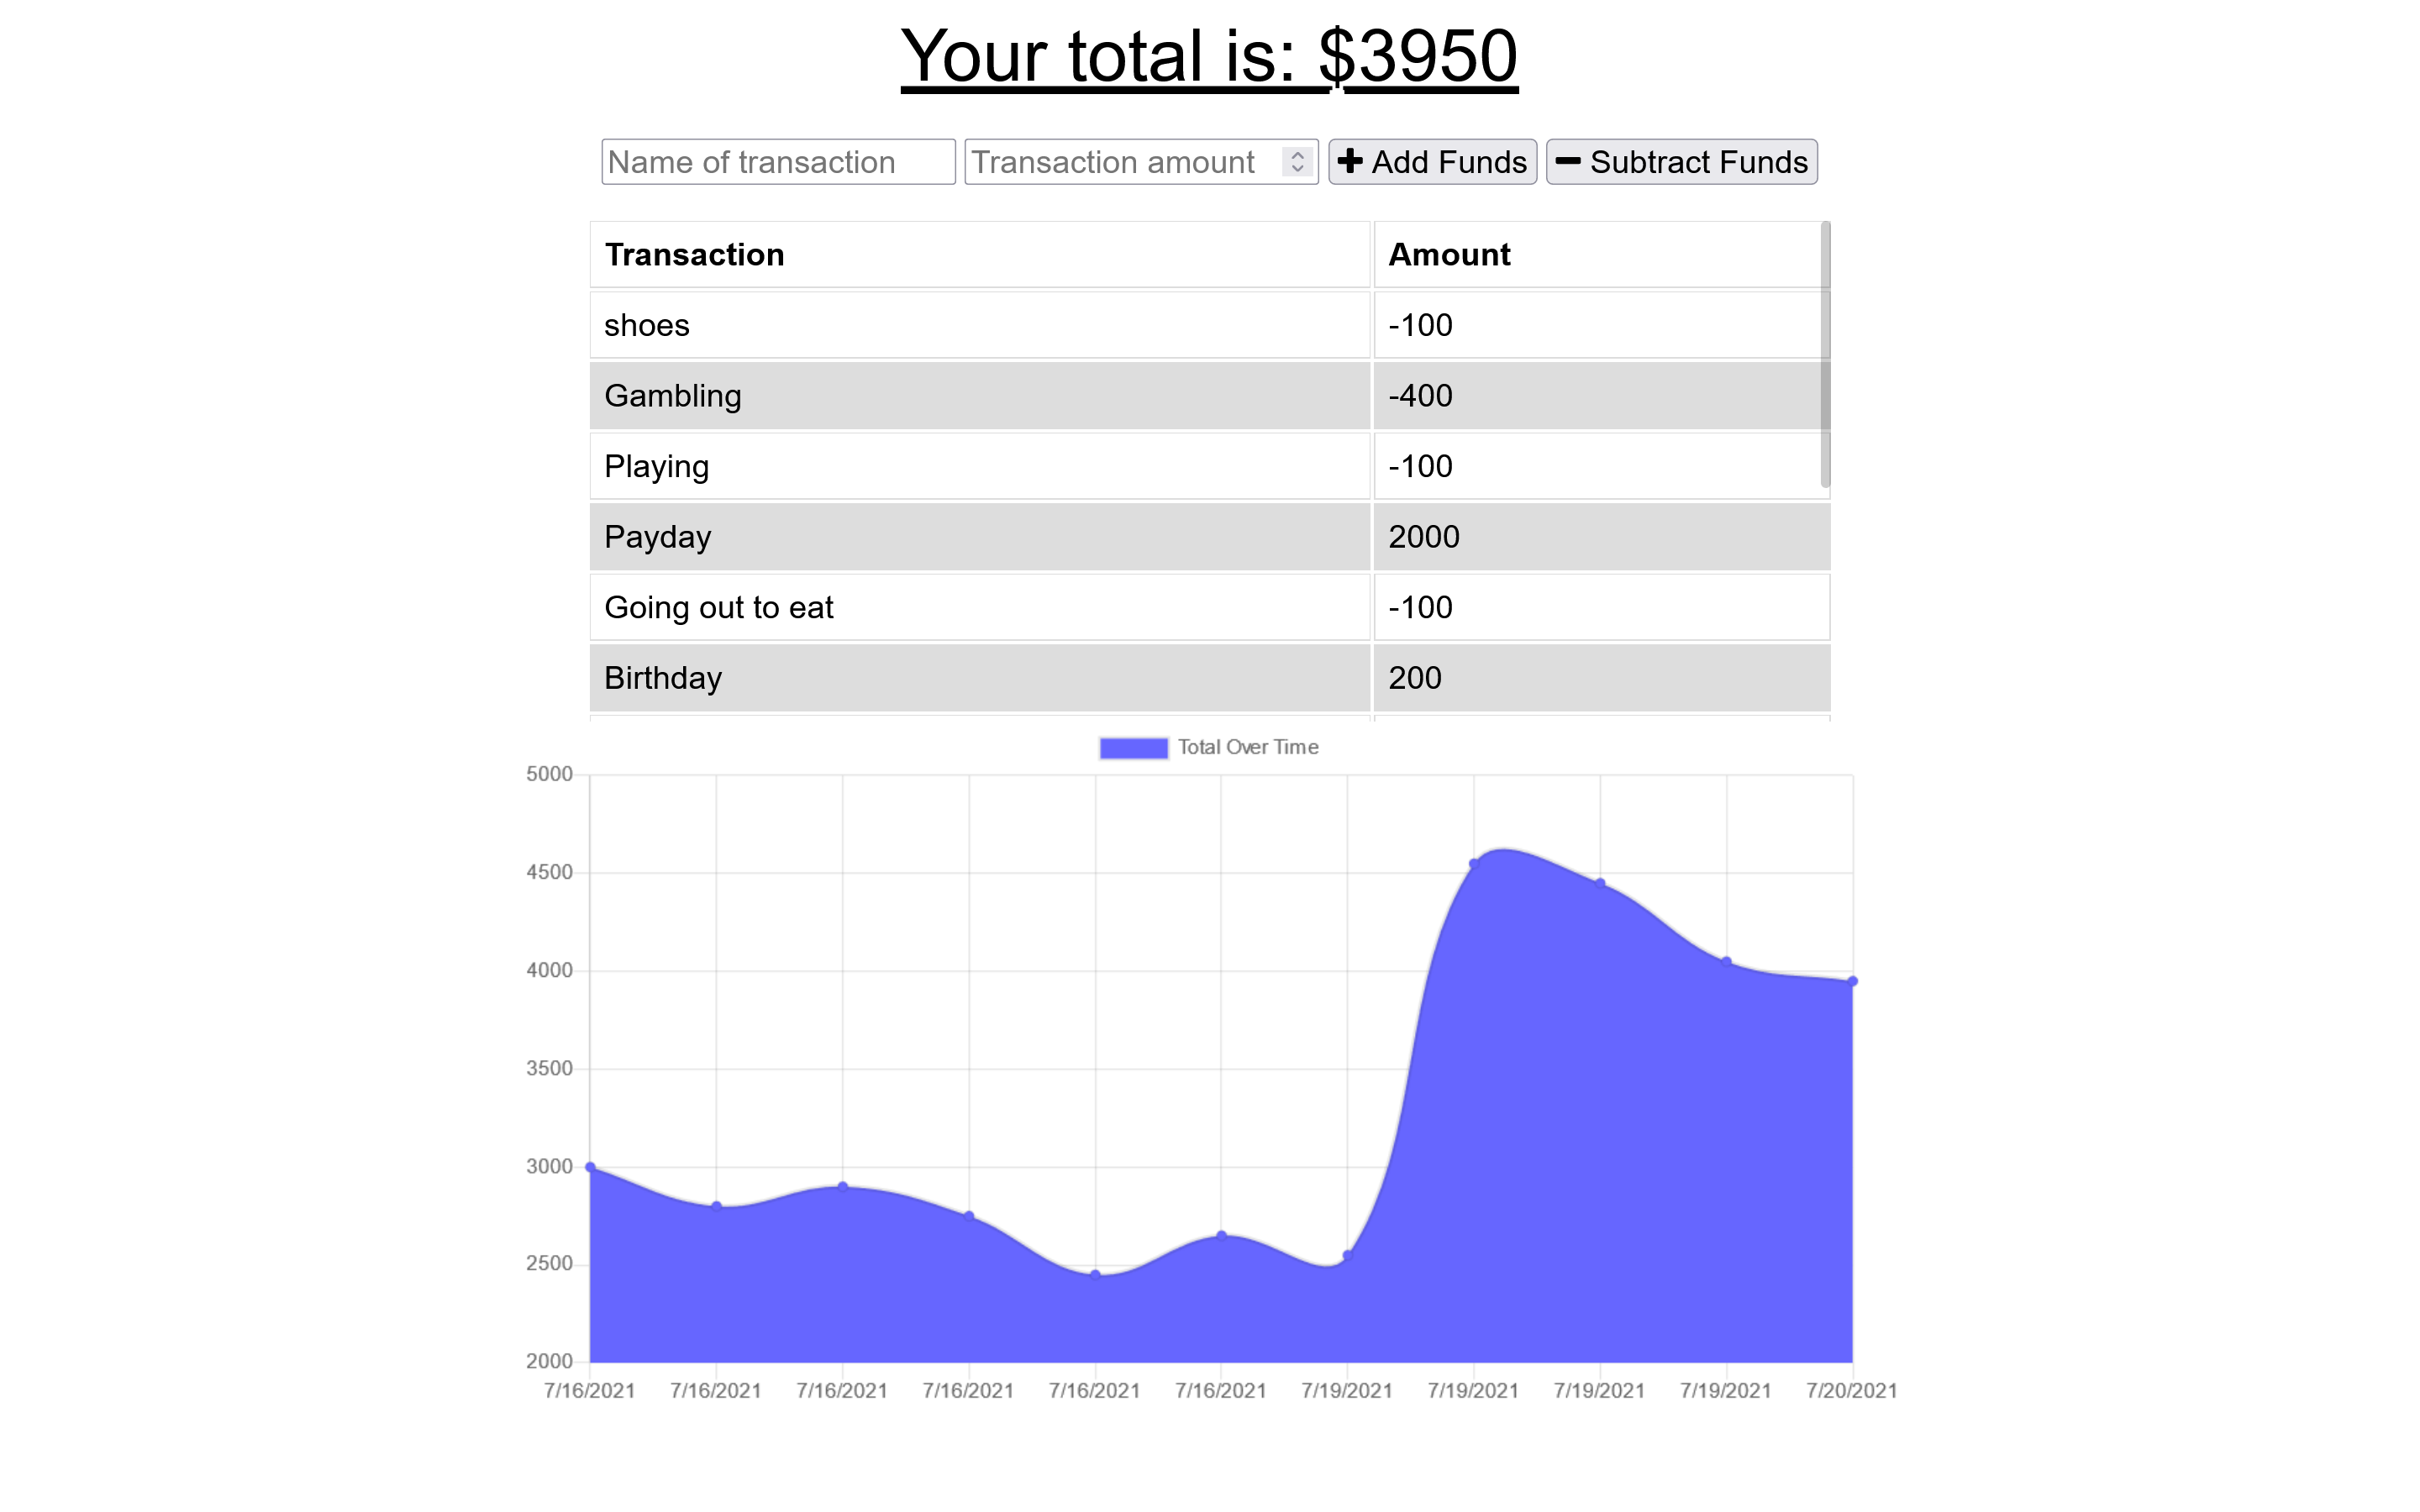 Your total is: $3950
Name of transaction Transaction amount Add Funds Subtract Funds
Transaction Amount
shoes -100
Gambling -400
Playing -100
Payday 2000
Going out to eat -100
Birthday 200
Total Over Time
5000
4500
4000
3500
3000
2500
2000
7/16/2021 7/16/2021 7/16/2021 7/16/2021 7/16/2021 7/16/2021 7/19/2021 7/19/2021 7/19/2021 7/19/2021 7/20/2021